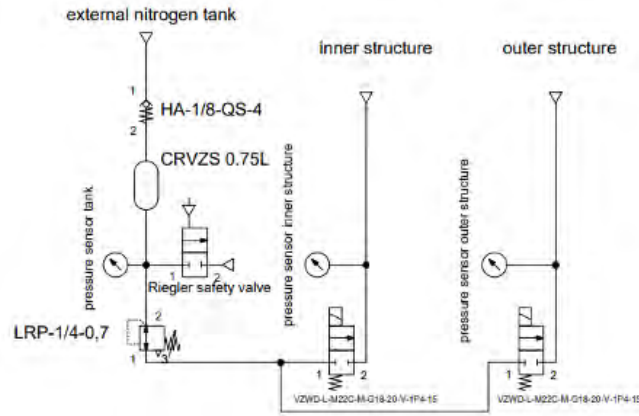 external nitrogen tank
inner structure
outer structure
1
HA-1/8-QS-4
2
CRVZS 0.75L
pressure sensor tank
pressure sensor inner structure
pressure sensor outer structure
1 2
Riegler safety valve
2
LRP-1/4-0,7
1 3
1 2
1 2
VZWD-L-M22C-M-G18-20-V-1P4-15
VZWD-L-M22C-M-G18-20-V-1P4-15